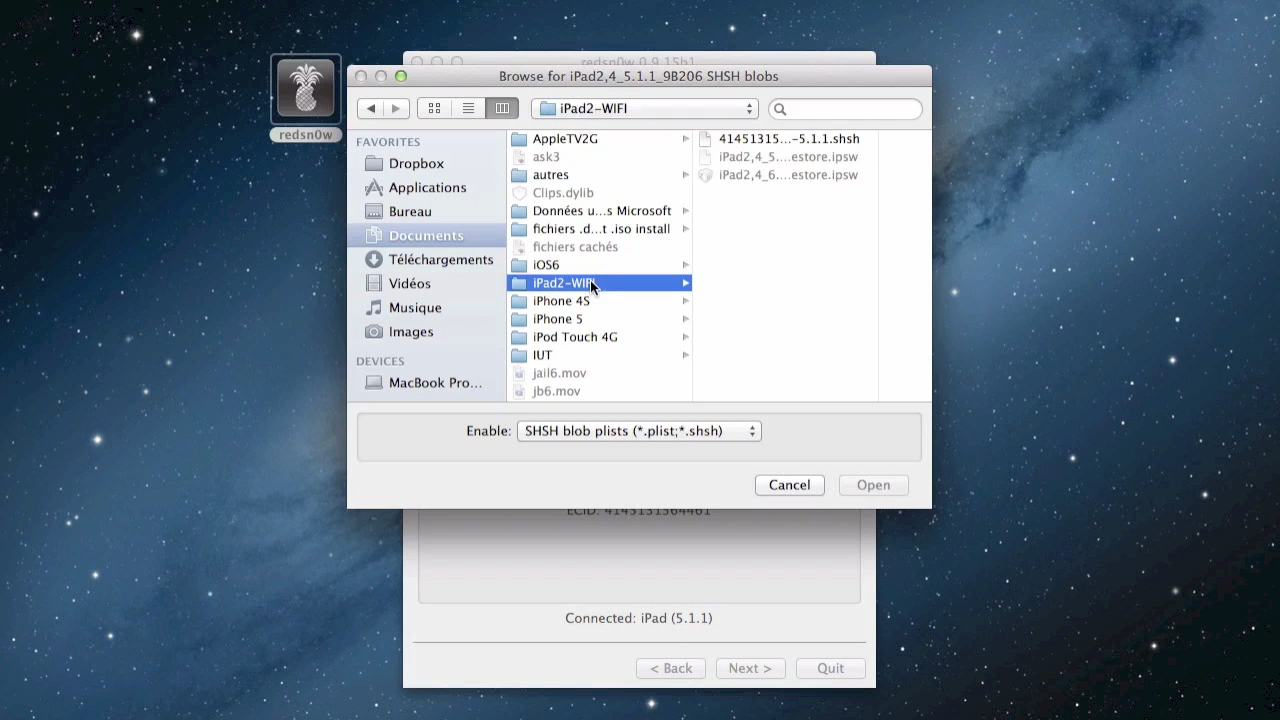 redsn0w 0.9.15b1
Browse for iPad2,4_5.1.1_9B206 SHSH blobs
iPad2-WIFI
redsn0w
FAVORITES
Dropbox
Applications
Bureau
Documents
Téléchargements
Vidéos
Musique
Images
DEVICES
MacBook Pro...
AppleTV2G
ask3
autres
Clips.dylib
Données u...s Microsoft
fichiers .d...t .iso install
fichiers cachés
iOS6
iPad2-WIFI
iPhone 4S
iPhone 5
iPod Touch 4G
IUT
jail6.mov
jb6.mov
41451315...-5.1.1.shsh
iPad2,4_5....estore.ipsw
iPad2,4_6....estore.ipsw
Enable: SHSH blob plists (*.plist;*.shsh)
Cancel Open
ECID: 4145131564461
Connected: iPad (5.1.1)
< Back Next > Quit